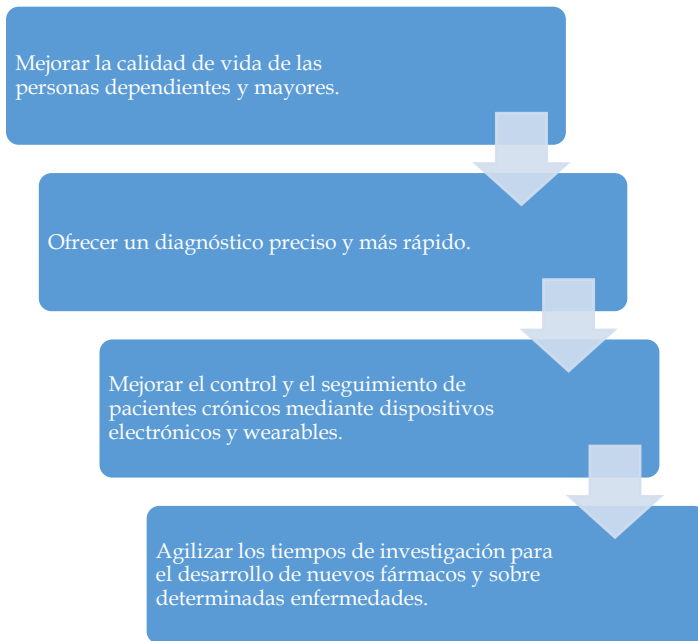 Mejorar la calidad de vida de las
personas dependientes y mayores.
Ofrecer un diagnóstico preciso y más rápido.
Mejorar el control y el seguimiento de
pacientes crónicos mediante dispositivos
electrónicos y wearables.
Agilizar los tiempos de investigación para
el desarrollo de nuevos fármacos y sobre
determinadas enfermedades.